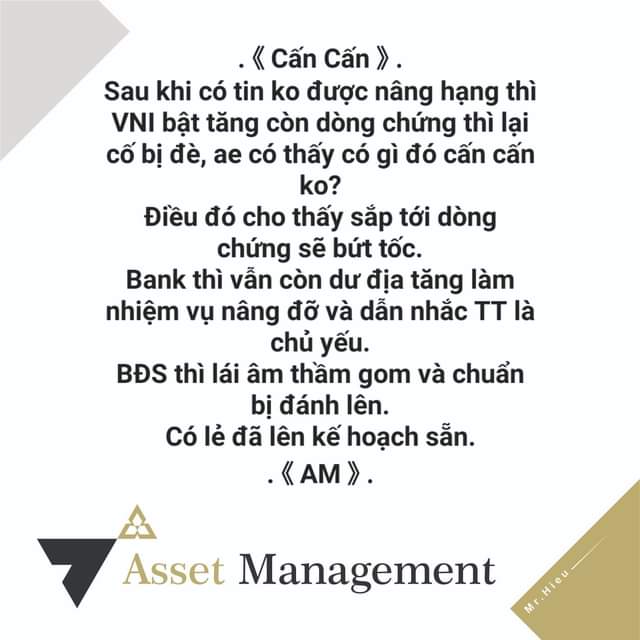 .《 Cấn Cấn 》.
Sau khi có tin ko được nâng hạng thì
VNI bật tăng còn dòng chứng thì lại
cố bị đè, ae có thấy có gì đó cấn cấn
ko?
Điều đó cho thấy sắp tới dòng
chứng sẽ bứt tốc.
Bank thì vẫn còn dư địa tăng làm
nhiệm vụ nâng đỡ và dẫn nhắc TT là
chủ yếu.
BĐS thì lái âm thầm gom và chuẩn
bị đánh lên.
Có lẻ đã lên kế hoạch sẵn.
.《 AM 》.
Asset Management
Mr.Hieu